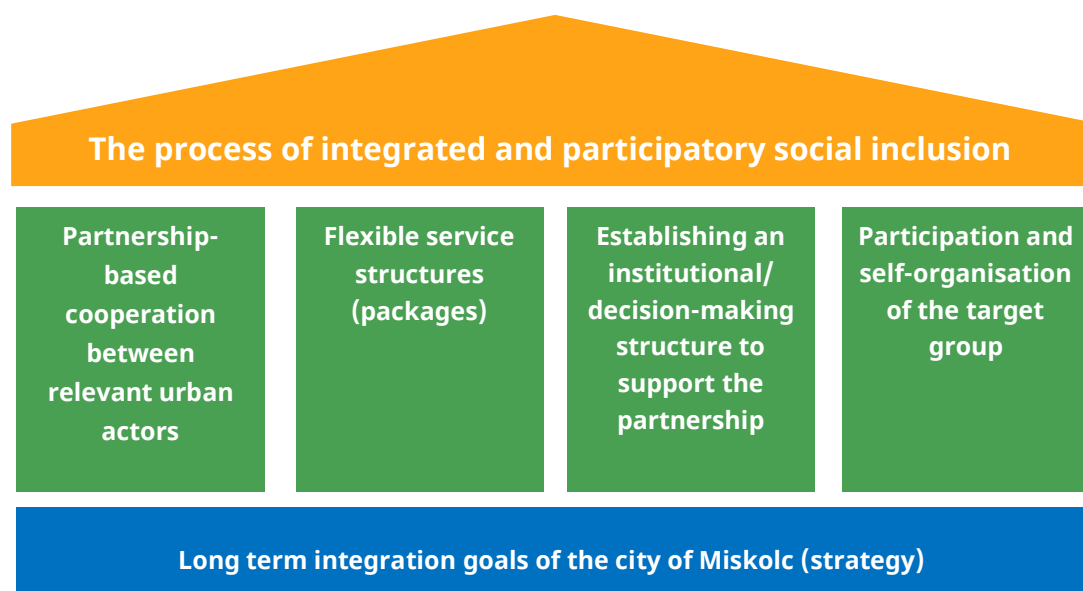 The process of integrated and participatory social inclusion
Partnership-
based
cooperation
between
relevant urban
actors
Flexible service
structures
(packages)
Establishing an
institutional/
decision-making
structure to
support the
partnership
Participation and
self-organisation
of the target
group
Long term integration goals of the city of Miskolc (strategy)